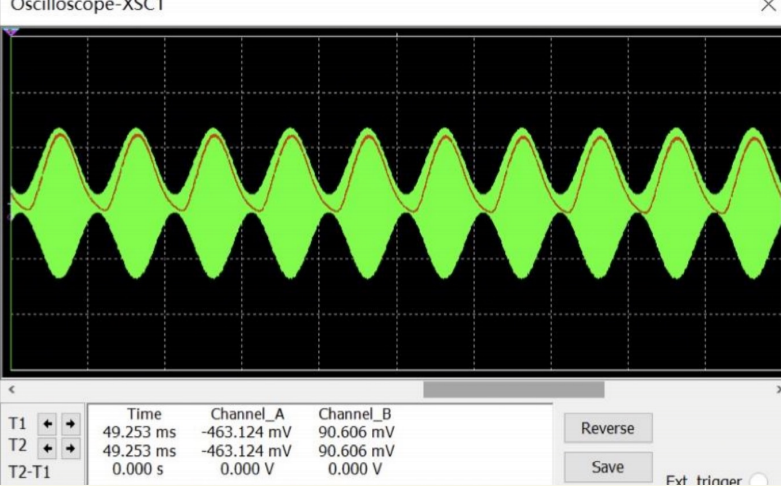 Oscilloscope-XSC1
Time Channel_A Channel_B
T1 49.253 ms -463.124 mV 90.606 mV
T2 49.253 ms -463.124 mV 90.606 mV
T2-T1 0.000 s 0.000 V 0.000 V
Reverse
Save
Ext. trigger